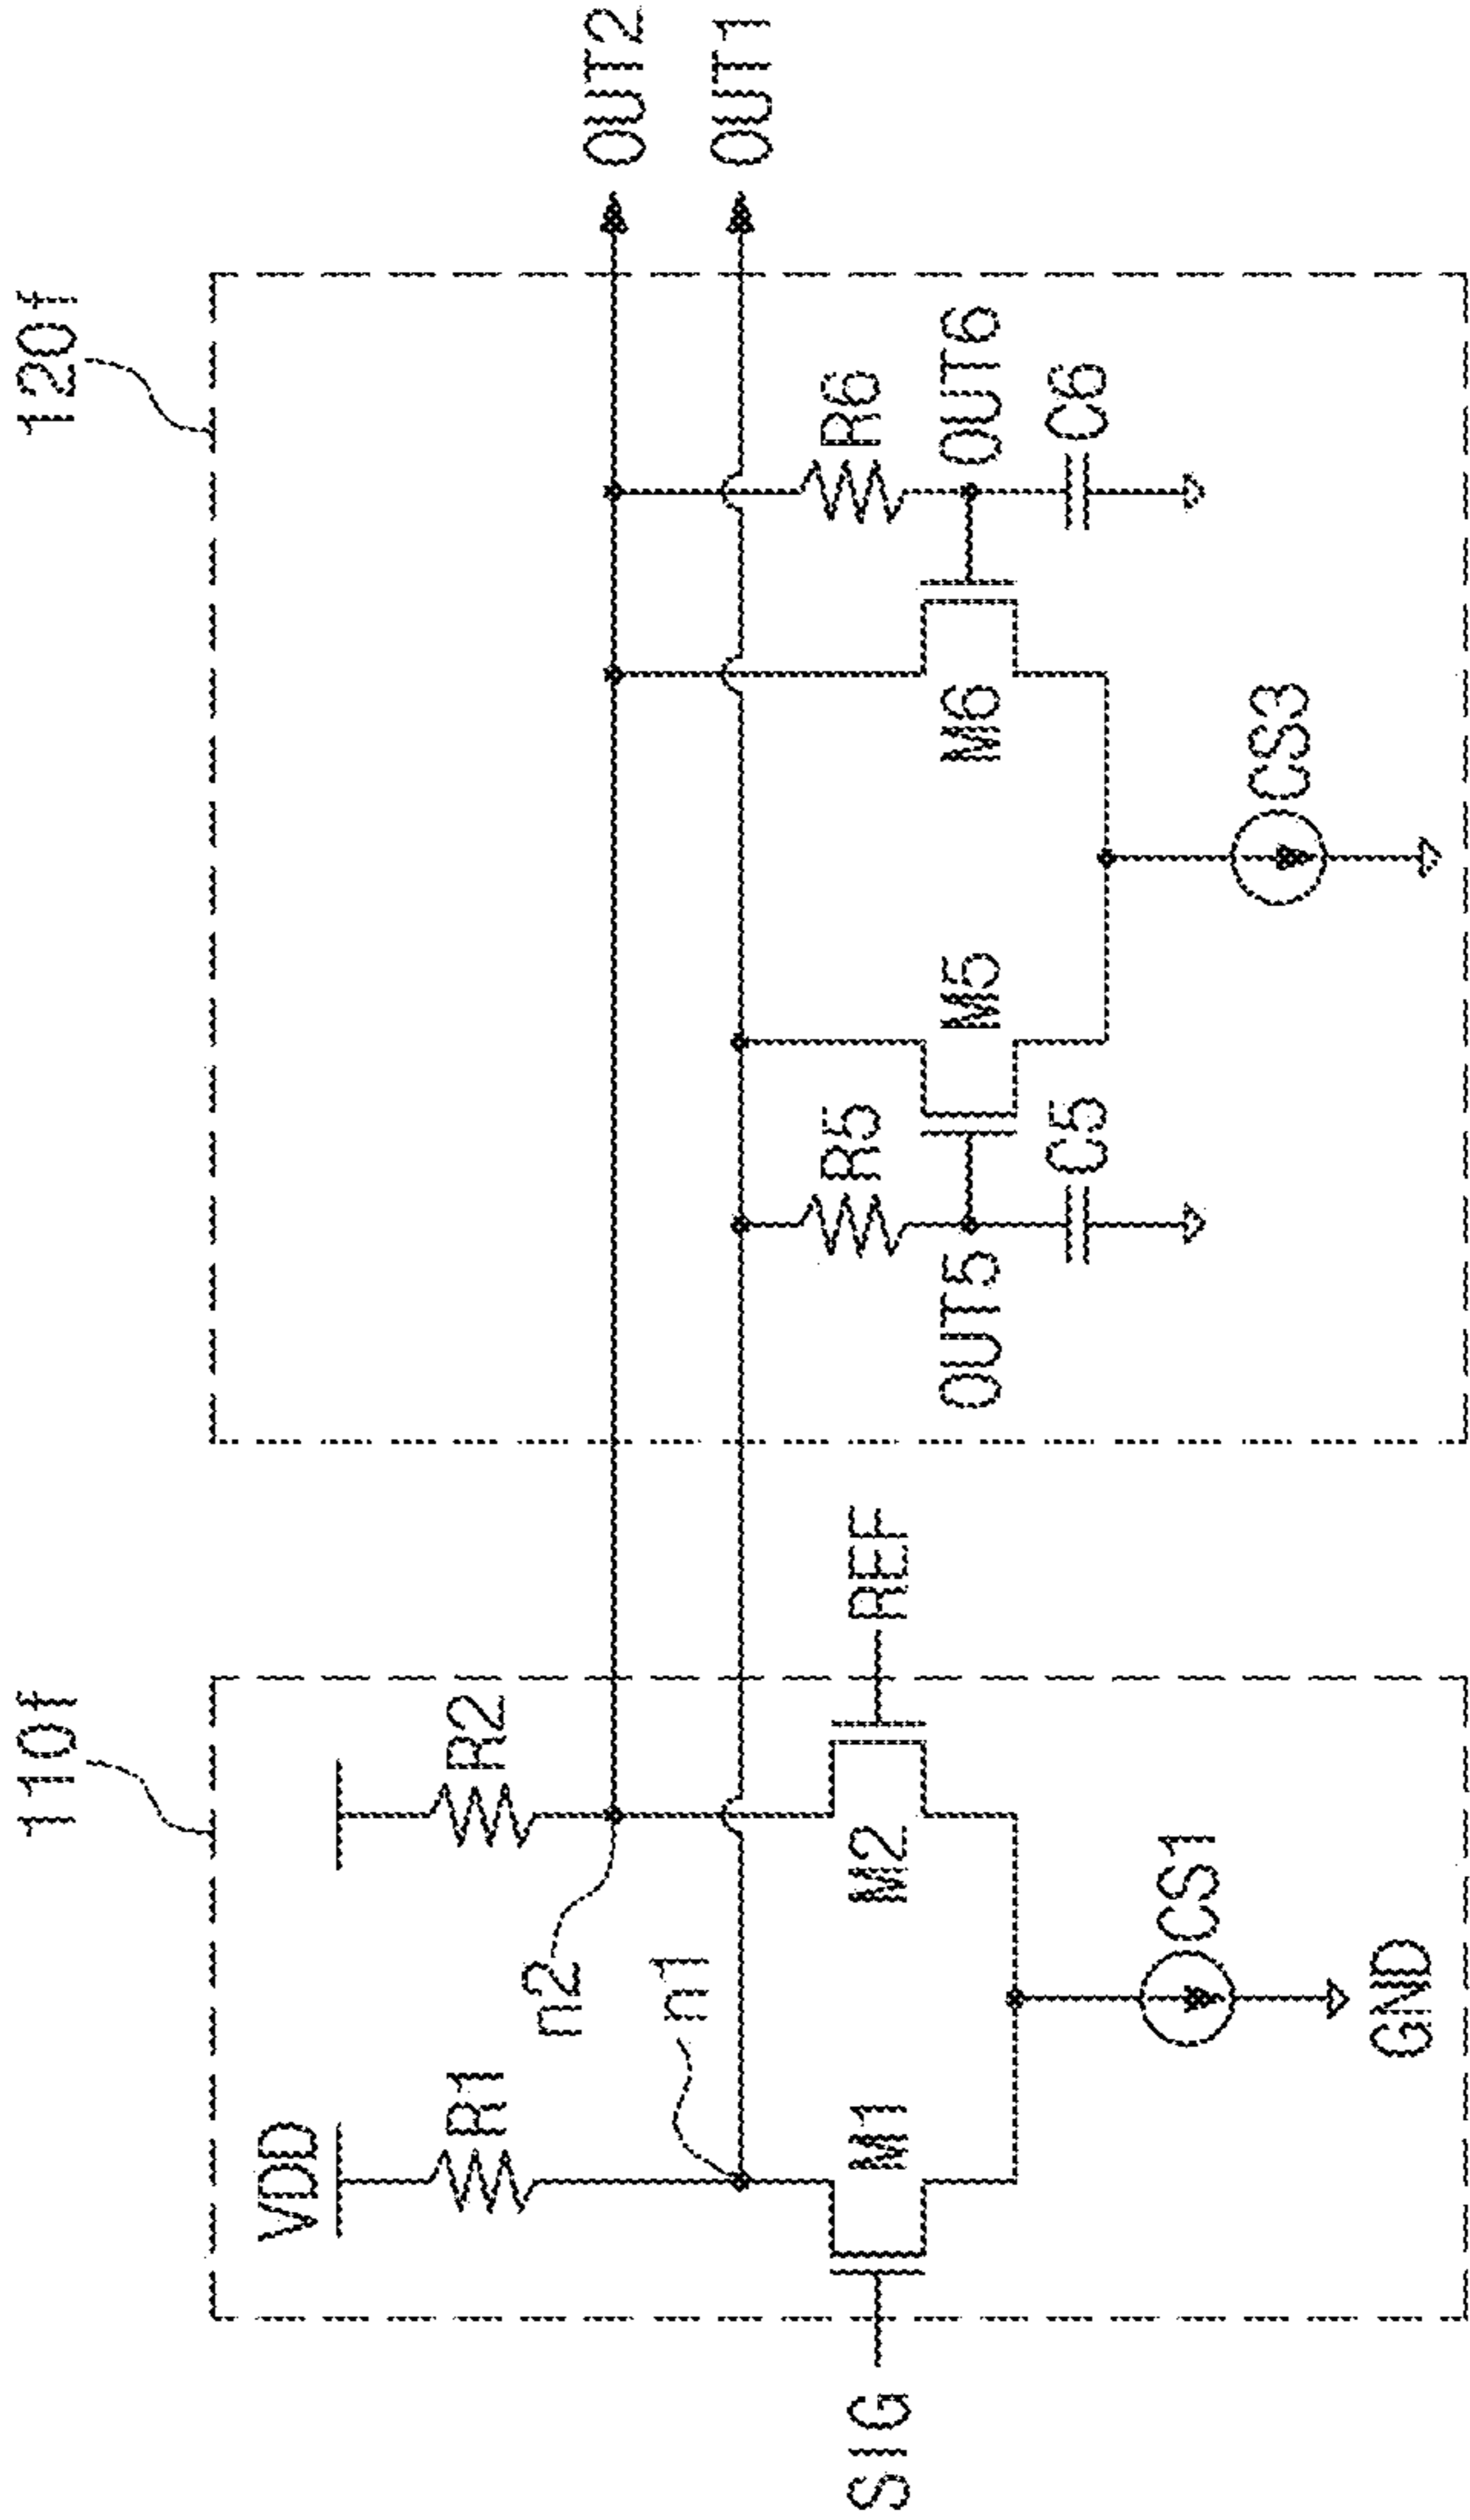 110f
120f
VDD
R1
R2
n2
n1
OUT2
OUT1
SIG
M1
M2
REF
R5
R6
OUT5
M5
M6
OUT6
C5
C6
CS1
CS3
GND